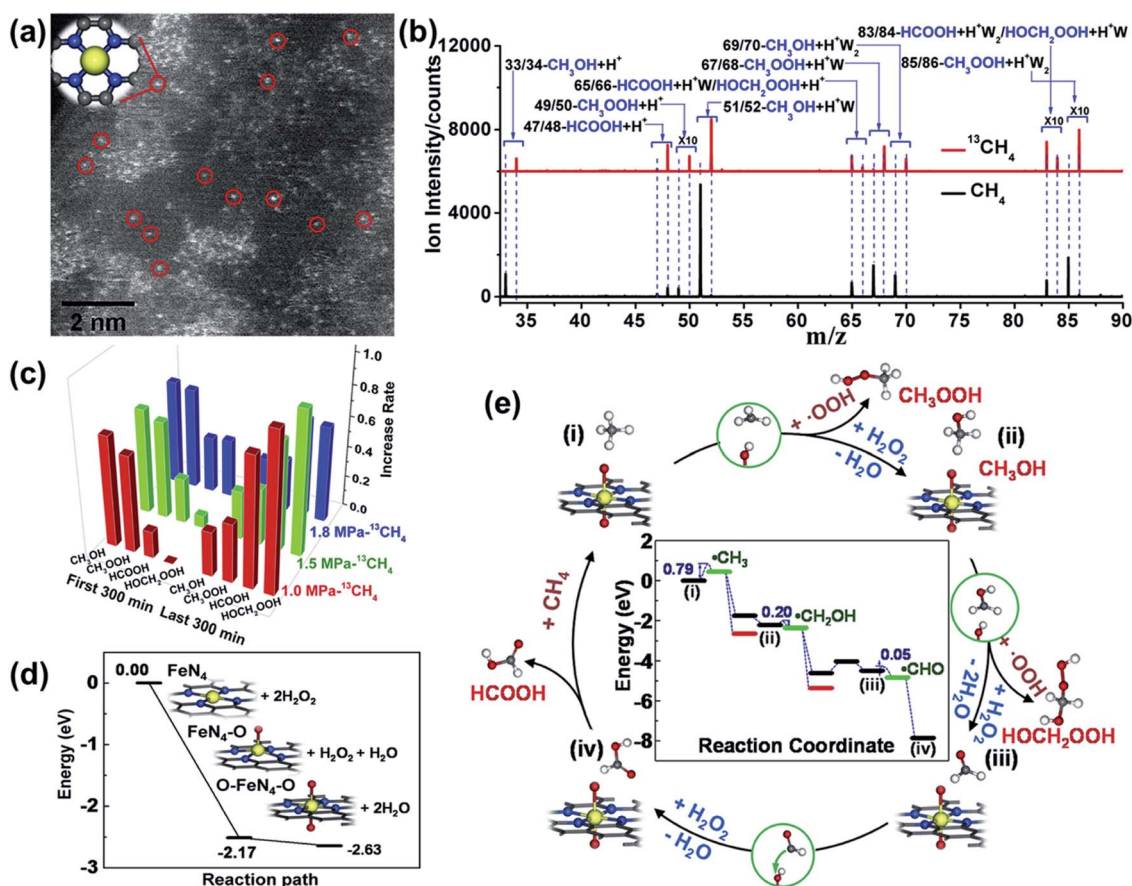 (a)
2 nm
(b)
Ion Intensity/counts
12000
8000
4000
0
33/34-CH₃OH+H⁺
65/66-HCOOH+H⁺W/HOCH₂OOH+H⁺
49/50-CH₃OOH+H⁺
47/48-HCOOH+H⁺
69/70-CH₃OH+H⁺W₂
67/68-CH₃OOH+H⁺W
51/52-CH₃OH+H⁺W
83/84-HCOOH+H⁺W₂/HOCH₂OOH+H⁺W
85/86-CH₃OOH+H⁺W₂
X10
X10
X10
¹³CH₄
CH₄
35 40 45 50 55 60 65 70 75 80 85 90
m/z
(c)
1.0
0.8
0.6
0.4
0.2
0.0
Increase Rate
1.8 MPa-¹³CH₄
1.5 MPa-¹³CH₄
1.0 MPa-¹³CH₄
CH₃OH
CH₃OOH
HCOOH
HOCH₂OOH
CH₃OH
CH₃OOH
HCOOH
HOCH₂OOH
First 300 min Last 300 min
(d)
Energy (eV)
0
-1
-2
-3
0.00
FeN₄
+ 2H₂O₂
FeN₄-O
+ H₂O₂ + H₂O
O-FeN₄-O
+ 2H₂O
-2.17
-2.63
Reaction path
(e)
(i)
+ ·OOH
CH₃OOH
+ H₂O₂
- H₂O
(ii)
CH₃OH
+ ·OOH
+ H₂O₂
- 2H₂O
HOCH₂OOH
(iii)
+ H₂O₂
- H₂O
(iv)
HCOOH
+ CH₄
Energy (eV)
2
0
-2
-4
-6
-8
0.79
•CH₃
(i)
0.20
•CH₂OH
(ii)
0.05
•CHO
(iii)
(iv)
Reaction Coordinate